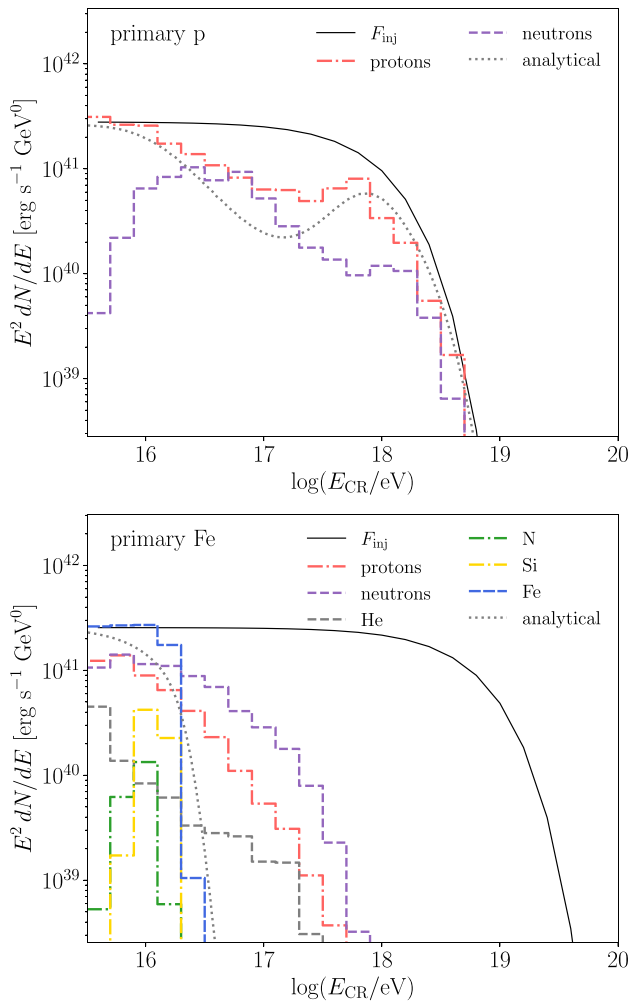 primary p
F_inj
protons
neutrons
analytical
10^42
10^41
10^40
10^39
E^2 dN/dE [erg s^−1 GeV^0]
16 17 18 19 20
log(E_CR/eV)
primary Fe
F_inj
protons
neutrons
He
N
Si
Fe
analytical
10^42
10^41
10^40
10^39
E^2 dN/dE [erg s^−1 GeV^0]
16 17 18 19 20
log(E_CR/eV)